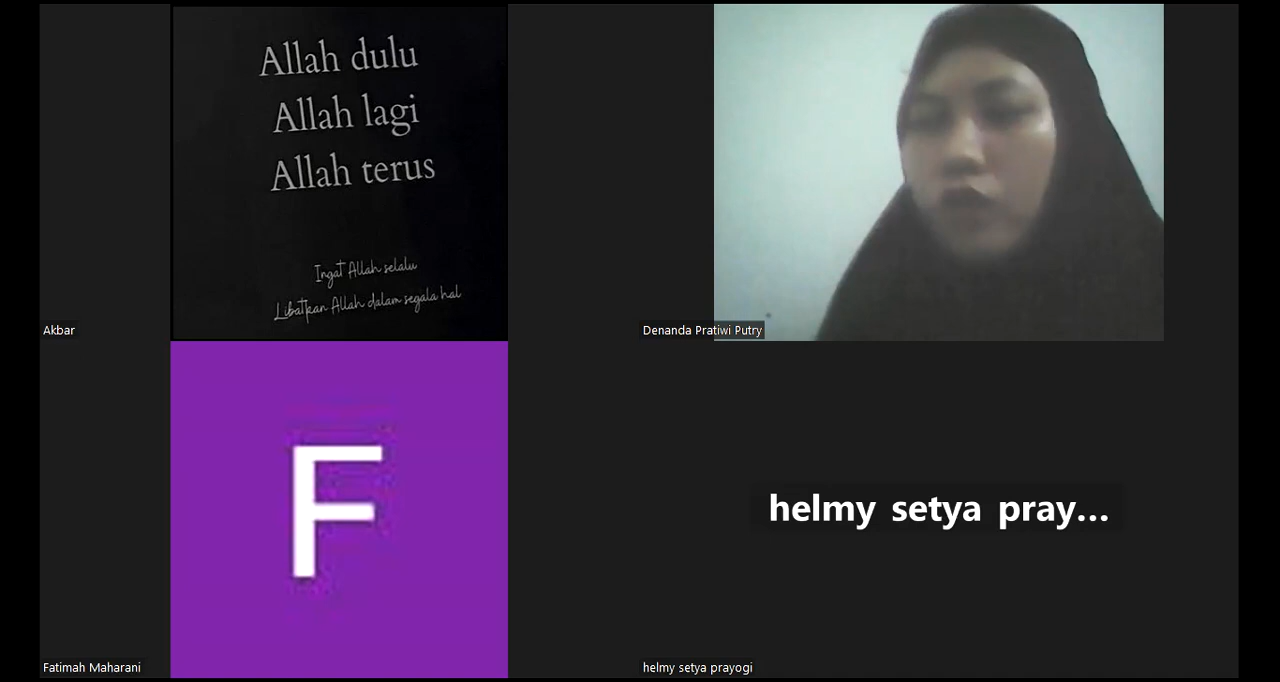 Allah dulu
Allah lagi
Allah terus
Ingat Allah selalu
Libatkan Allah dalam segala hal
Akbar
Denanda Pratiwi Putry
F
helmy setya pray...
Fatimah Maharani
helmy setya prayogi